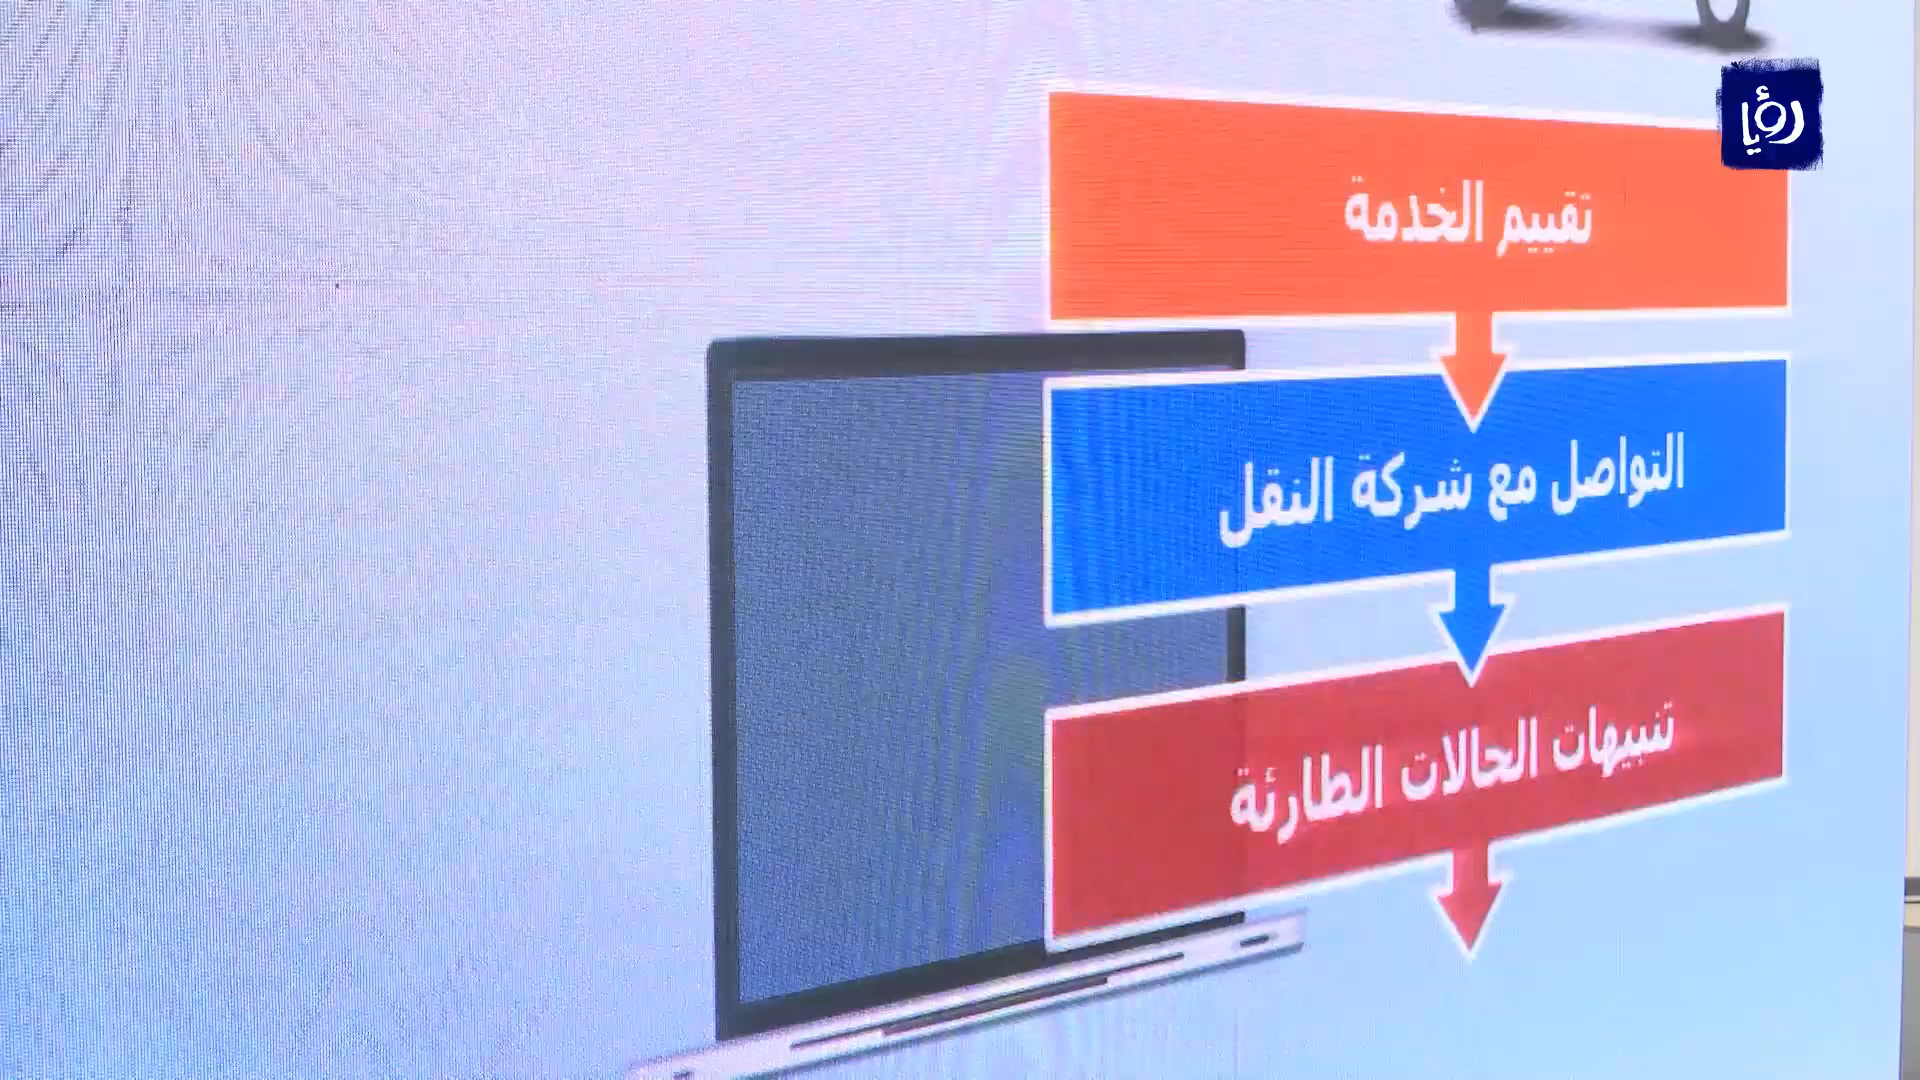 رؤيا
تقييم الخدمة
التواصل مع شركة النقل
تنبيهات الحالات الطارئة